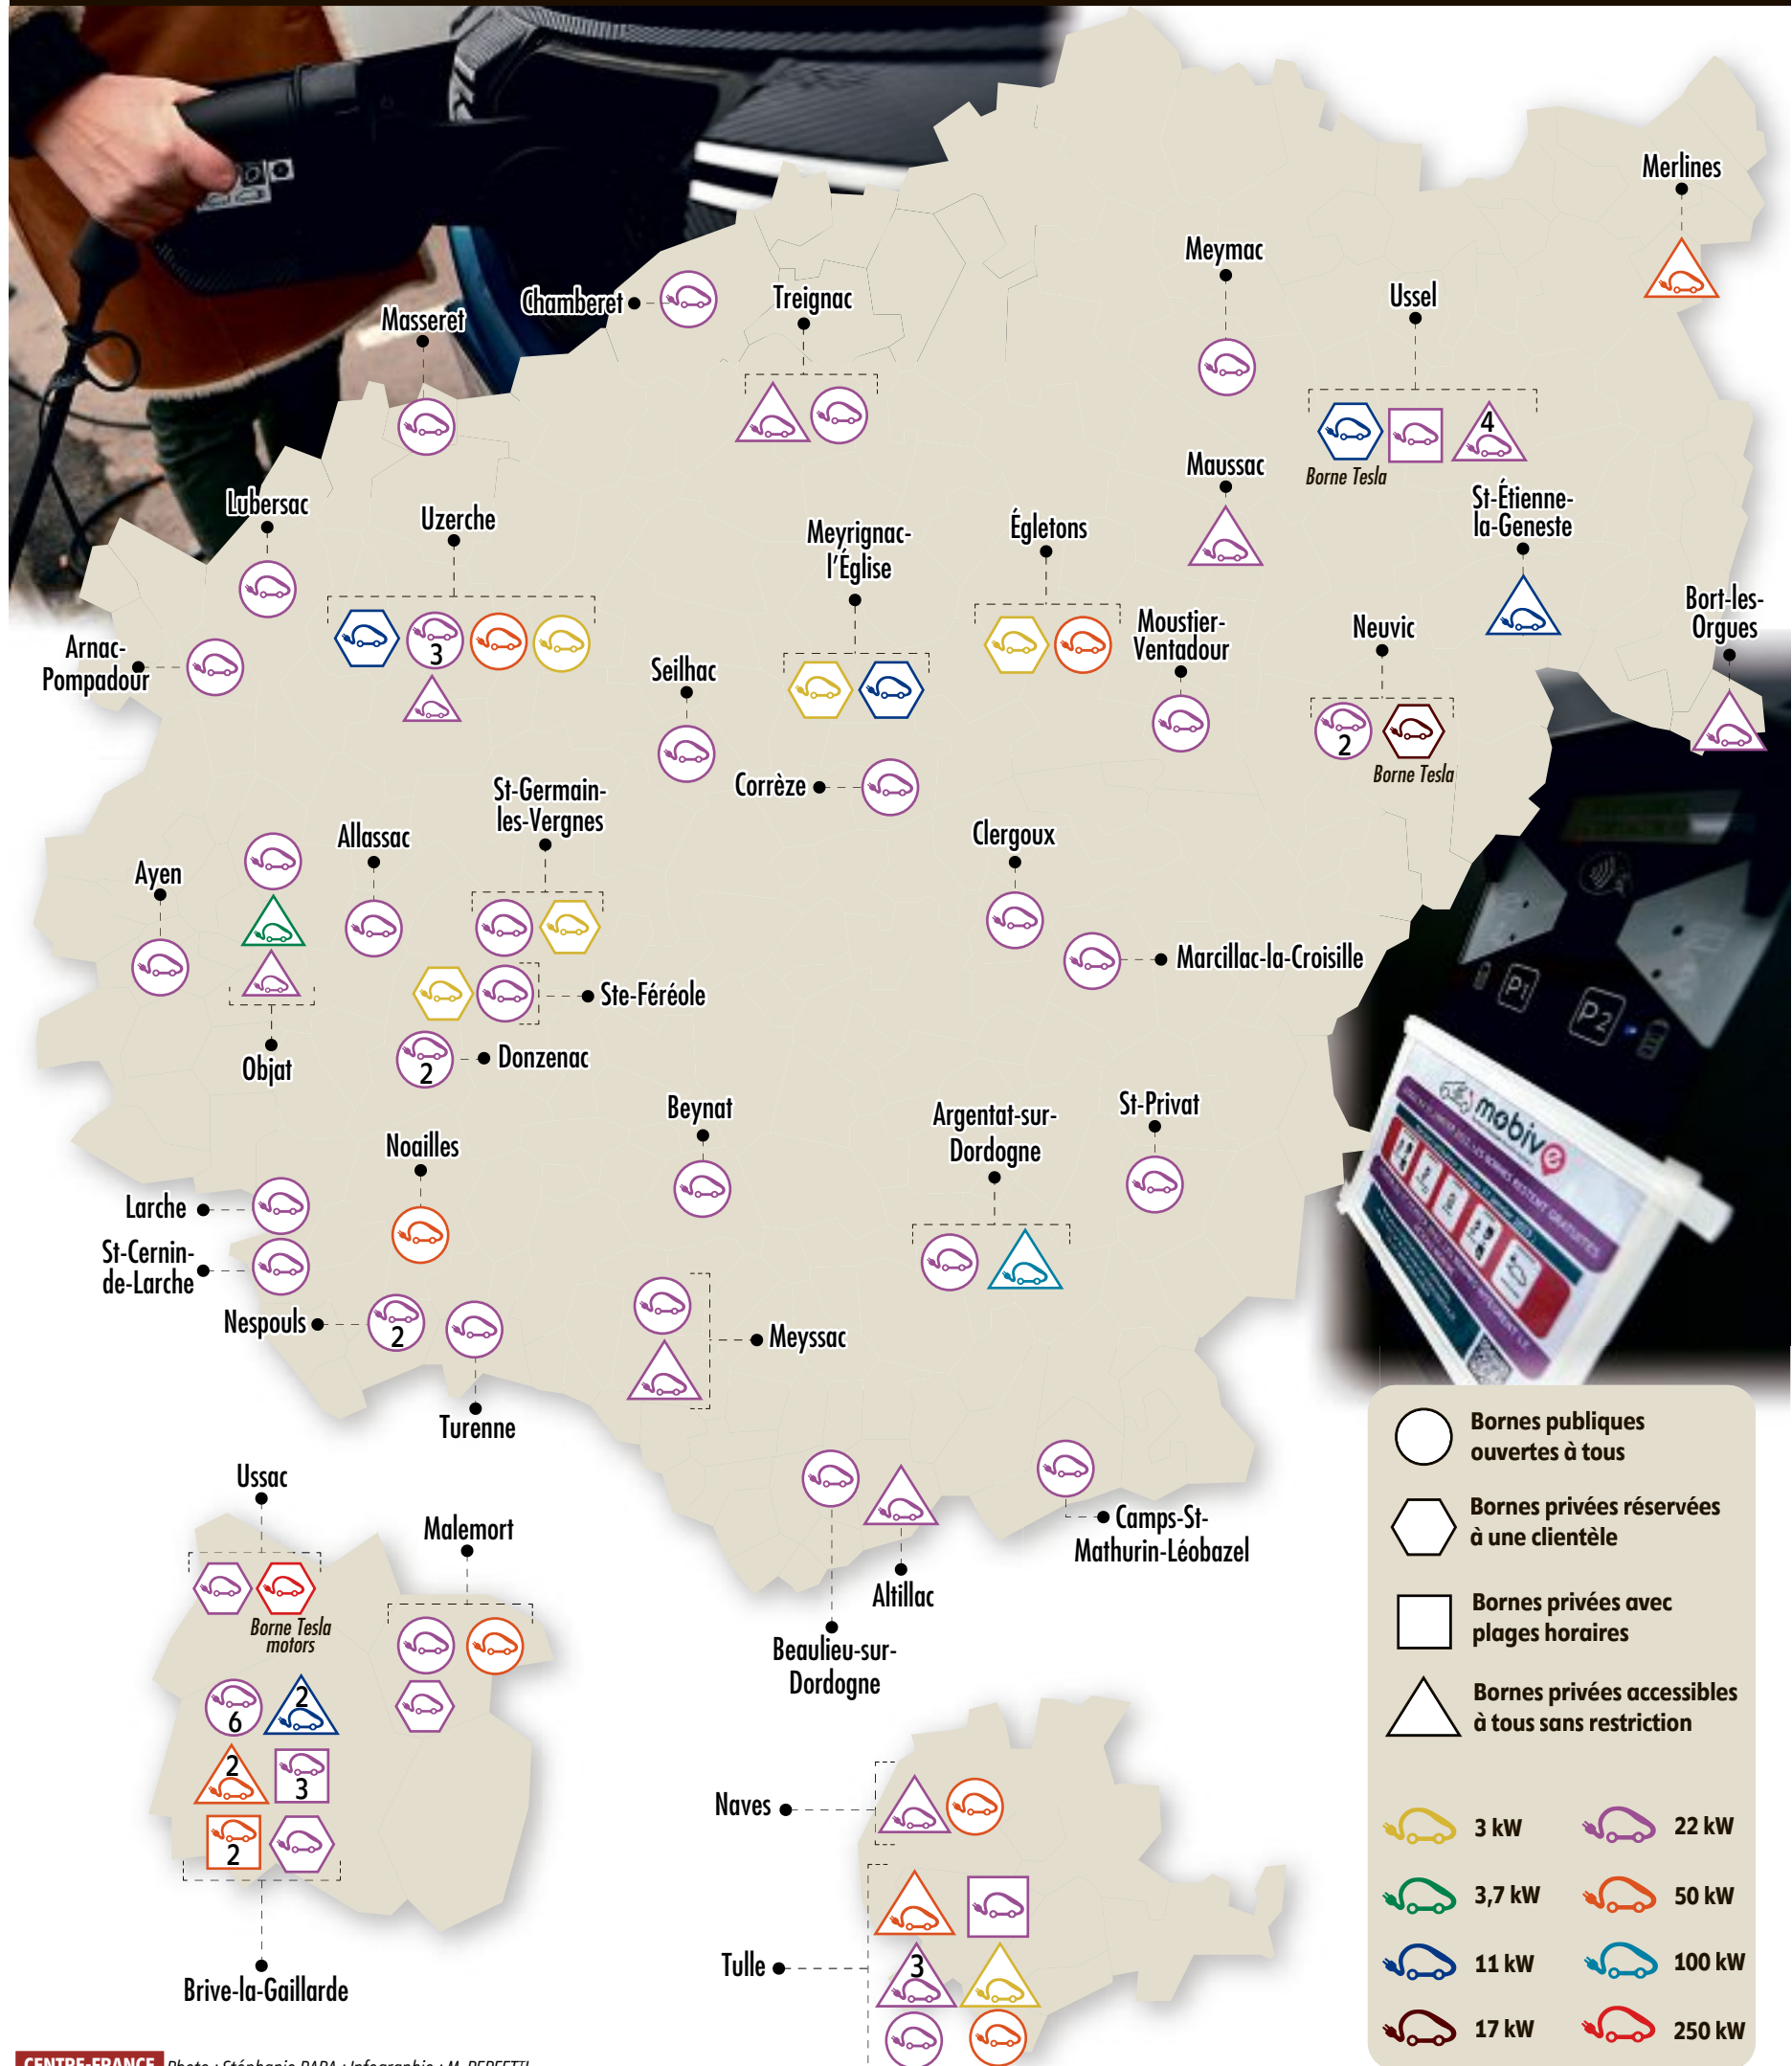 Merlines
Meymac
Ussel
Chamberet
Treignac
Masseret
4
Borne Tesla
Maussac
St-Étienne-
la-Geneste
Lubersac
Uzerche
Meyrignac-
l'Église
Égletons
Bort-les-
Orgues
Moustier-
Ventadour
Neuvic
Arnac-
Pompadour
3
Seilhac
2
Borne Tesla
Corrèze
St-Germain-
les-Vergnes
Allassac
Clergoux
Ayen
Marcillac-la-Croisille
Ste-Féréole
P1
P2
Objat
2
Donzenac
Beynat
Argentat-sur-
Dordogne
St-Privat
mobive
Noailles
Larche
St-Cernin-
de-Larche
Nespouls
2
Meyssac
Turenne
Bornes publiques
ouvertes à tous
Bornes privées réservées
à une clientèle
Bornes privées avec
plages horaires
Bornes privées accessibles
à tous sans restriction
Ussac
Malemort
Camps-St-
Mathurin-Léobazel
Altillac
Beaulieu-sur-
Dordogne
Borne Tesla
motors
6
2
2
3
2
Brive-la-Gaillarde
Naves
Tulle
3
3 kW
22 kW
3,7 kW
50 kW
11 kW
100 kW
17 kW
250 kW
CENTRE-FRANCE